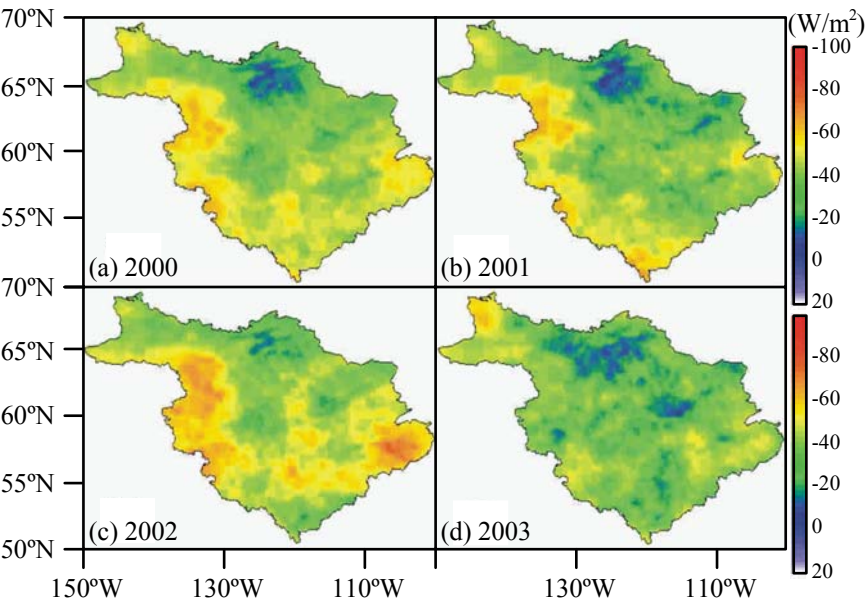 70ºN
(W/m²)
-100
-80
65ºN
-60
60ºN
-40
55ºN
-20
0
(a) 2000
(b) 2001
70ºN
20
-80
65ºN
-60
60ºN
-40
55ºN
-20
0
(c) 2002
(d) 2003
50ºN
20
150ºW
130ºW
110ºW
130ºW
110ºW